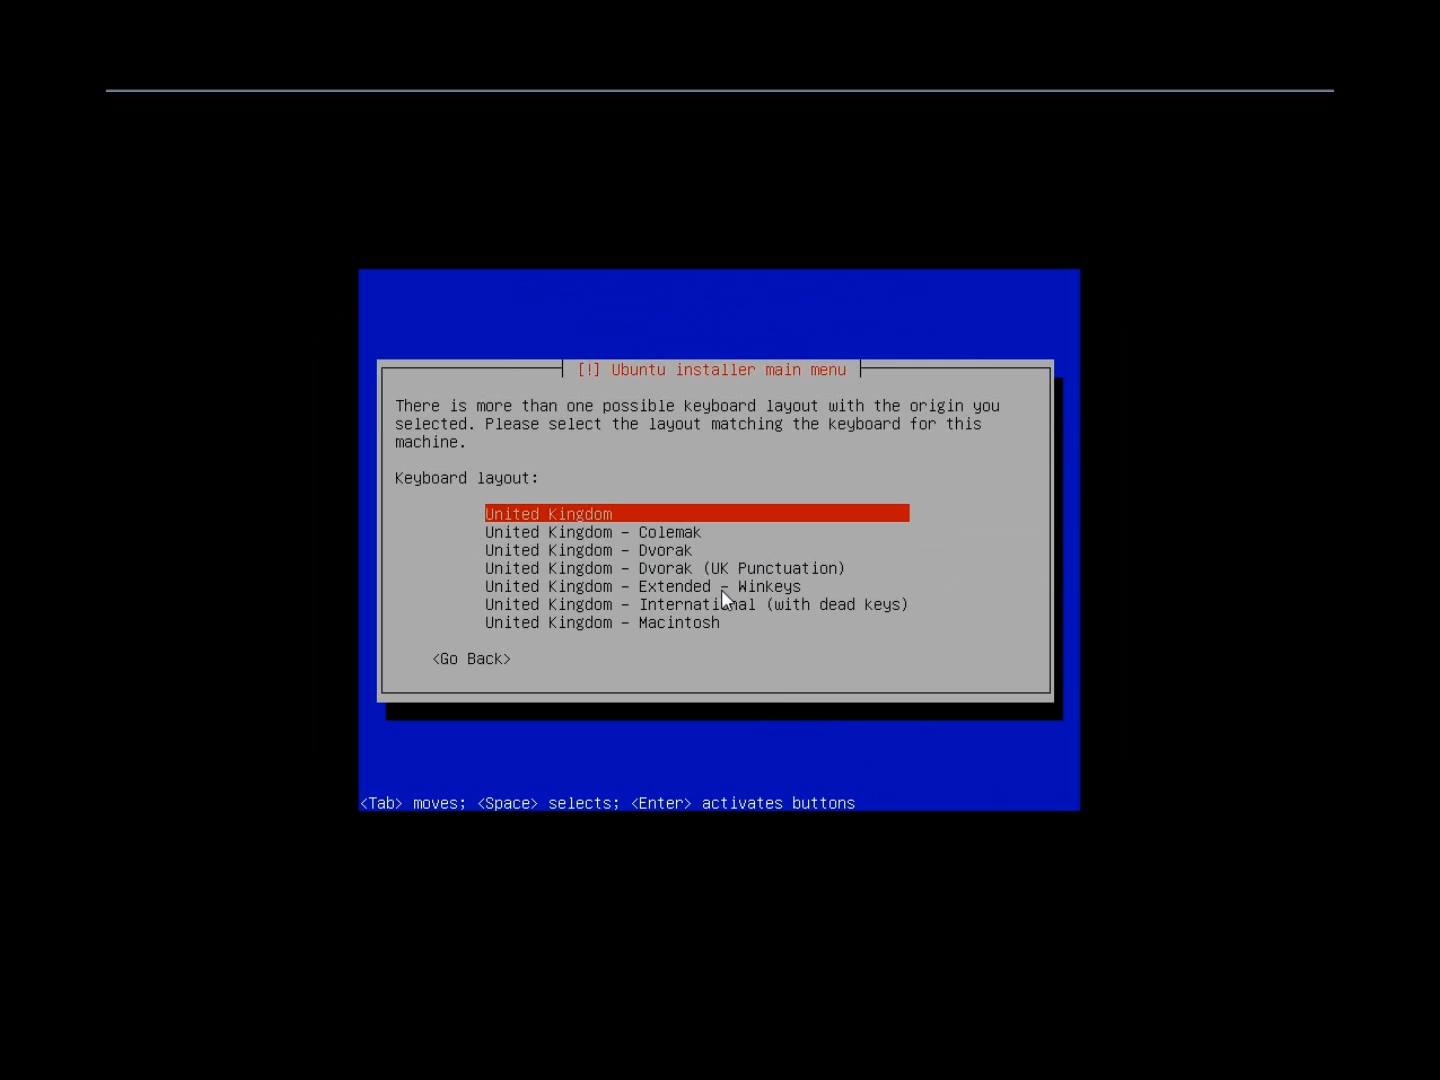 [!] Ubuntu installer main menu
There is more than one possible keyboard layout with the origin you
selected. Please select the layout matching the keyboard for this
machine.
Keyboard layout:
United Kingdom
United Kingdom – Colemak
United Kingdom – Dvorak
United Kingdom – Dvorak (UK Punctuation)
United Kingdom – Extended – Winkeys
United Kingdom – International (with dead keys)
United Kingdom – Macintosh
<Go Back>
<Tab> moves; <Space> selects; <Enter> activates buttons